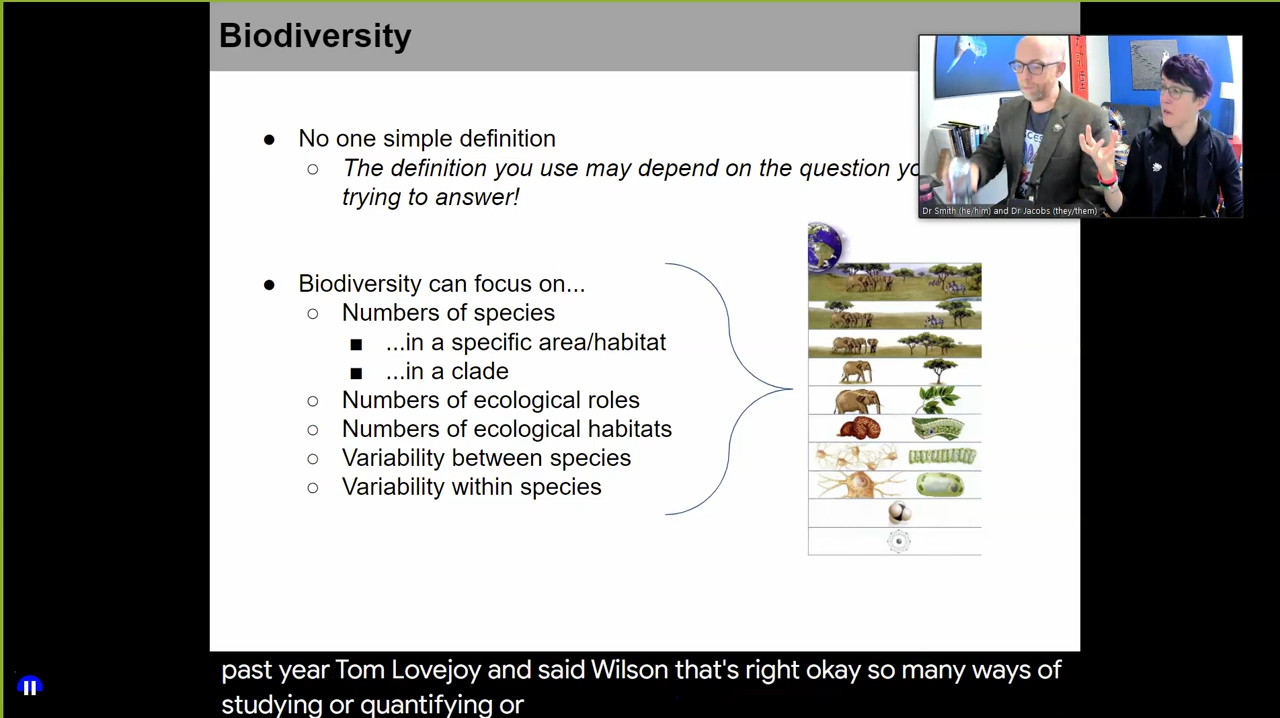 Biodiversity
● No one simple definition
○ The definition you use may depend on the question yo
trying to answer!
● Biodiversity can focus on...
○ Numbers of species
■ ...in a specific area/habitat
■ ...in a clade
○ Numbers of ecological roles
○ Numbers of ecological habitats
○ Variability between species
○ Variability within species
Dr Smith (he/him) and Dr Jacobs (they/them)
past year Tom Lovejoy and said Wilson that's right okay so many ways of
studying or quantifying or